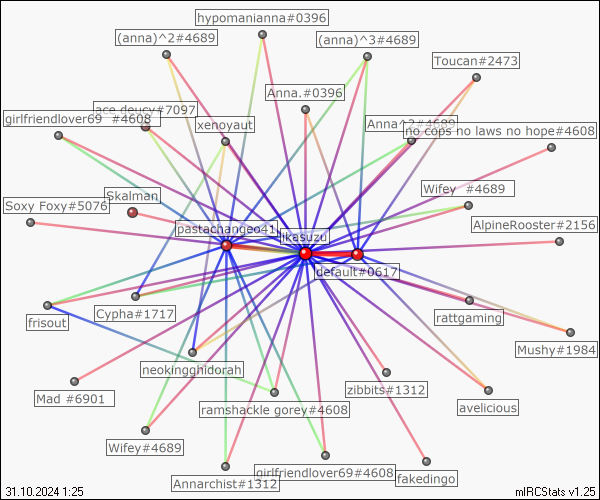 hypomanianna#0396
(anna)^2#4689
(anna)^3#4689
Toucan#2473
Anna.#0396
ace deucy#7097
girlfriendlover69 #4608
xenoyaut
Anna^2#4689
no cops no laws no hope#4608
Skalman
Wifey #4689
Soxy Foxy#5076
AlpineRooster#2156
pastachangeo41
jkasuzu
default#0617
Cypha#1717
rattgaming
frisout
Mushy#1984
neokingghidorah
zibbits#1312
Mad #6901
ramshackle gorey#4608
avelicious
Wifey#4689
girlfriendlover69#4608
fakedingo
Annarchist#1312
31.10.2024 1:25
mIRCStats v1.25